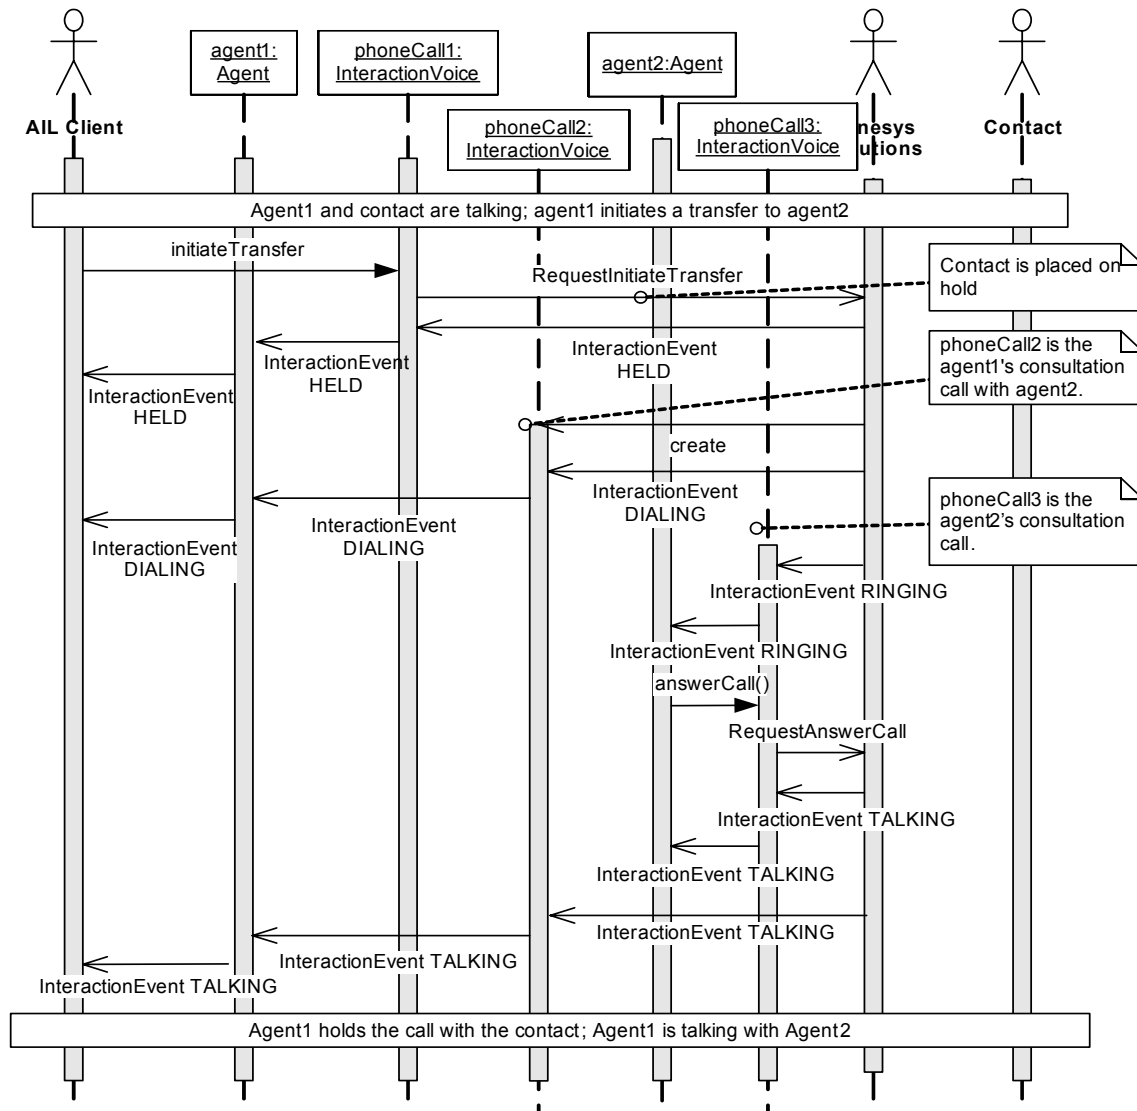 agent1:
Agent
phoneCall1:
InteractionVoice
agent2:Agent
AIL Client
phoneCall2:
InteractionVoice
phoneCall3:
InteractionVoice
nesys
utions
Contact
Agent1 and contact are talking; agent1 initiates a transfer to agent2
initiateTransfer
RequestInitiateTransfer
Contact is placed on
hold
InteractionEvent
HELD
InteractionEvent
HELD
InteractionEvent
HELD
phoneCall2 is the
agent1's consultation
call with agent2.
create
InteractionEvent
DIALING
InteractionEvent
DIALING
InteractionEvent
DIALING
phoneCall3 is the
agent2's consultation
call.
InteractionEvent RINGING
InteractionEvent RINGING
answerCall()
RequestAnswerCall
InteractionEvent TALKING
InteractionEvent TALKING
InteractionEvent TALKING
InteractionEvent TALKING
InteractionEvent TALKING
Agent1 holds the call with the contact; Agent1 is talking with Agent2